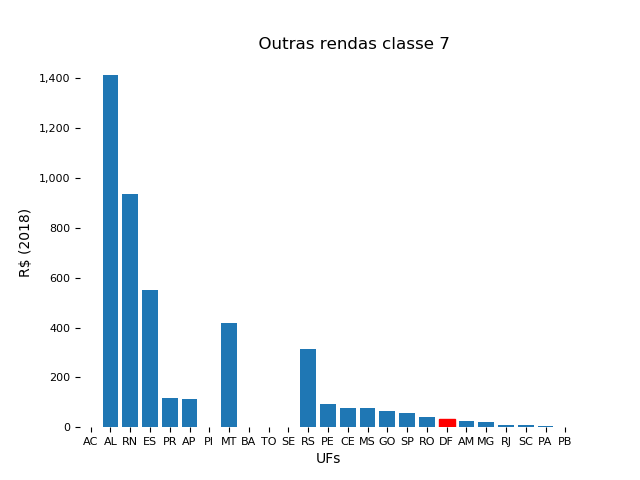 Outras rendas classe 7
1,400
1,200
1,000
800
600
400
200
0
R$ (2018)
AC AL RN ES PR AP PI MT BA TO SE RS PE CE MS GO SP RO DF AM MG RJ SC PA PB
UFs